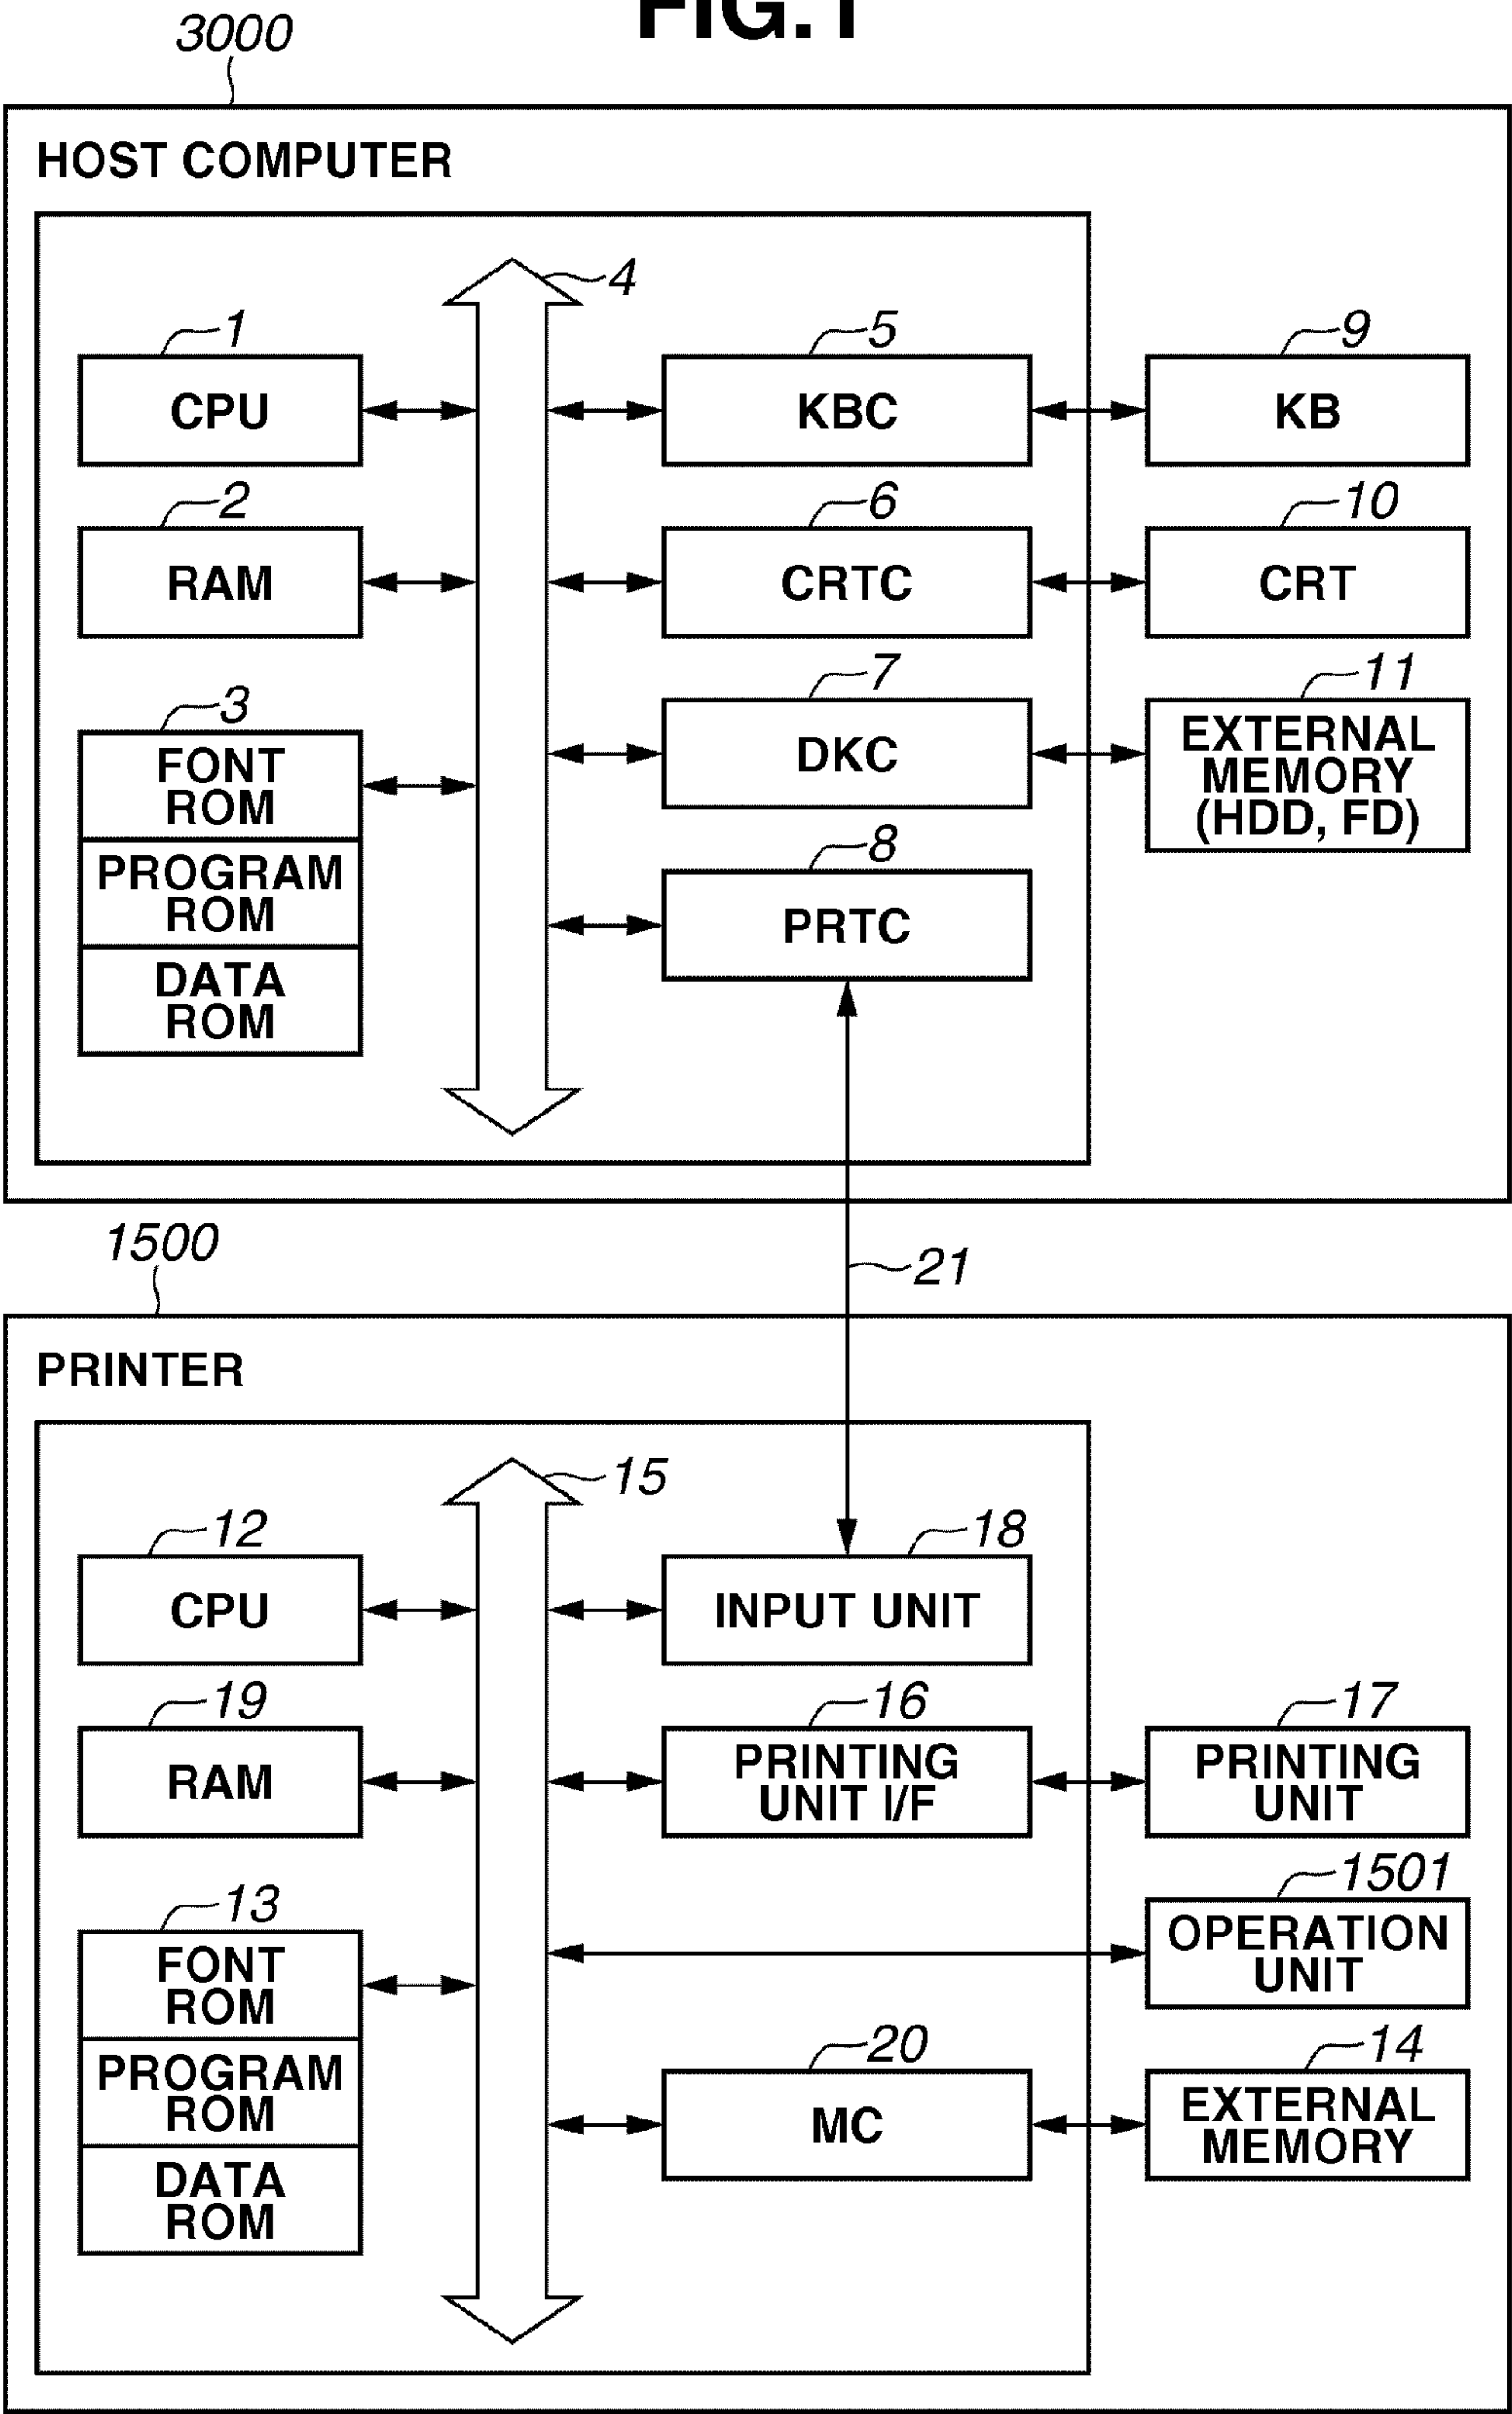 FIG.1
3000
HOST COMPUTER
4
1
5
9
CPU
KBC
KB
2
6
10
RAM
CRTC
CRT
7
11
3
FONT
ROM
DKC
EXTERNAL
MEMORY
(HDD, FD)
PROGRAM
ROM
8
PRTC
DATA
ROM
1500
21
PRINTER
15
12
18
CPU
INPUT UNIT
19
16
17
RAM
PRINTING
UNIT I/F
PRINTING
UNIT
1501
13
OPERATION
UNIT
FONT
ROM
20
14
PROGRAM
ROM
MC
EXTERNAL
MEMORY
DATA
ROM